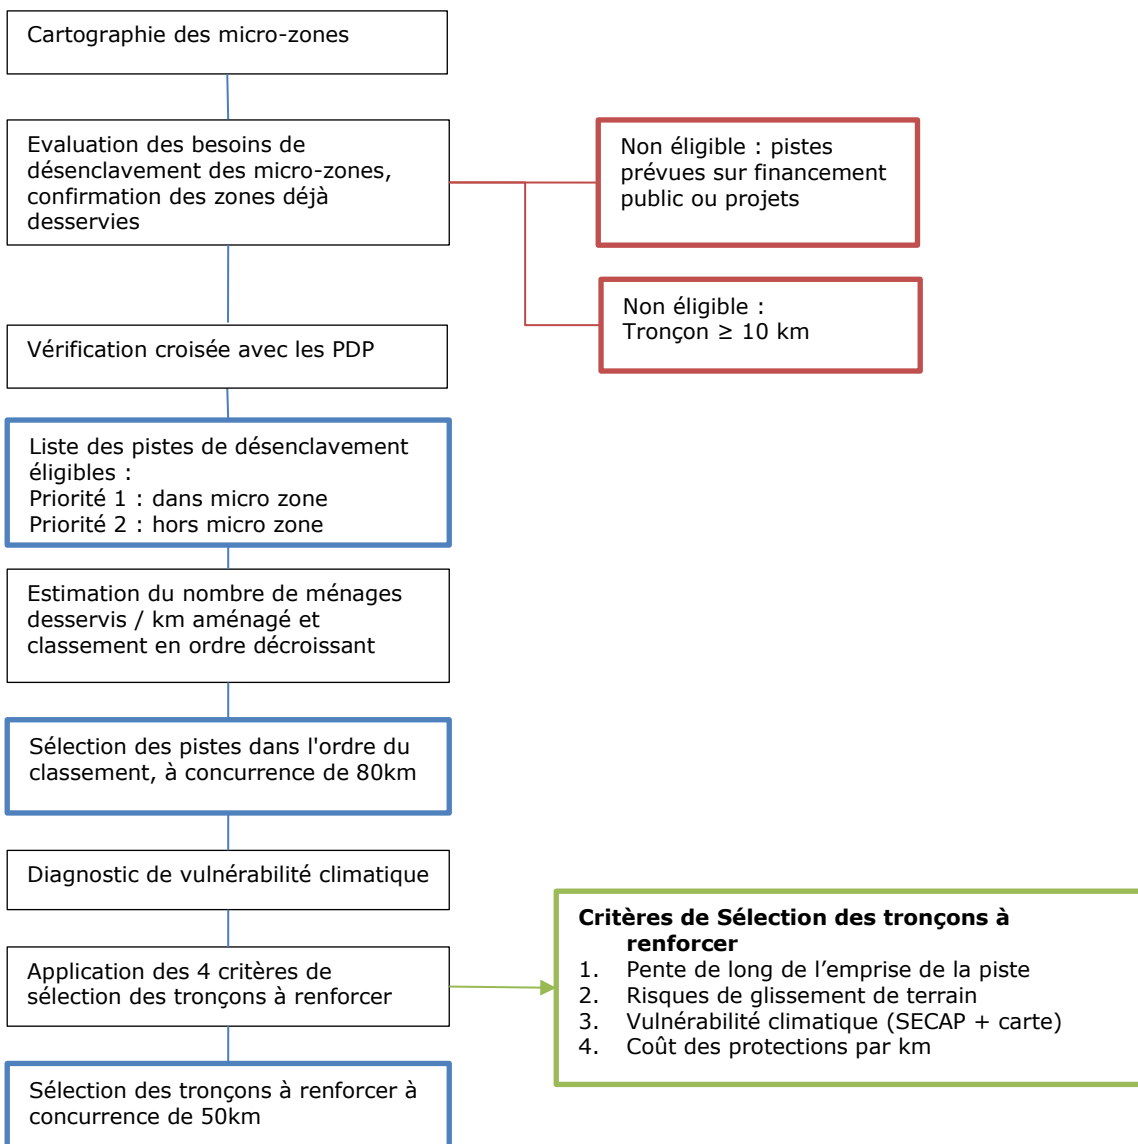 Cartographie des micro-zones
Evaluation des besoins de
désenclavement des micro-zones,
confirmation des zones déjà
desservies
Non éligible : pistes
prévues sur financement
public ou projets
Non éligible :
Tronçon ≥ 10 km
Vérification croisée avec les PDP
Liste des pistes de désenclavement
éligibles :
Priorité 1 : dans micro zone
Priorité 2 : hors micro zone
Estimation du nombre de ménages
desservis / km aménagé et
classement en ordre décroissant
Sélection des pistes dans l'ordre du
classement, à concurrence de 80km
Diagnostic de vulnérabilité climatique
Application des 4 critères de
sélection des tronçons à renforcer
Critères de Sélection des tronçons à
renforcer
1. Pente de long de l’emprise de la piste
2. Risques de glissement de terrain
3. Vulnérabilité climatique (SECAP + carte)
4. Coût des protections par km
Sélection des tronçons à renforcer à
concurrence de 50km